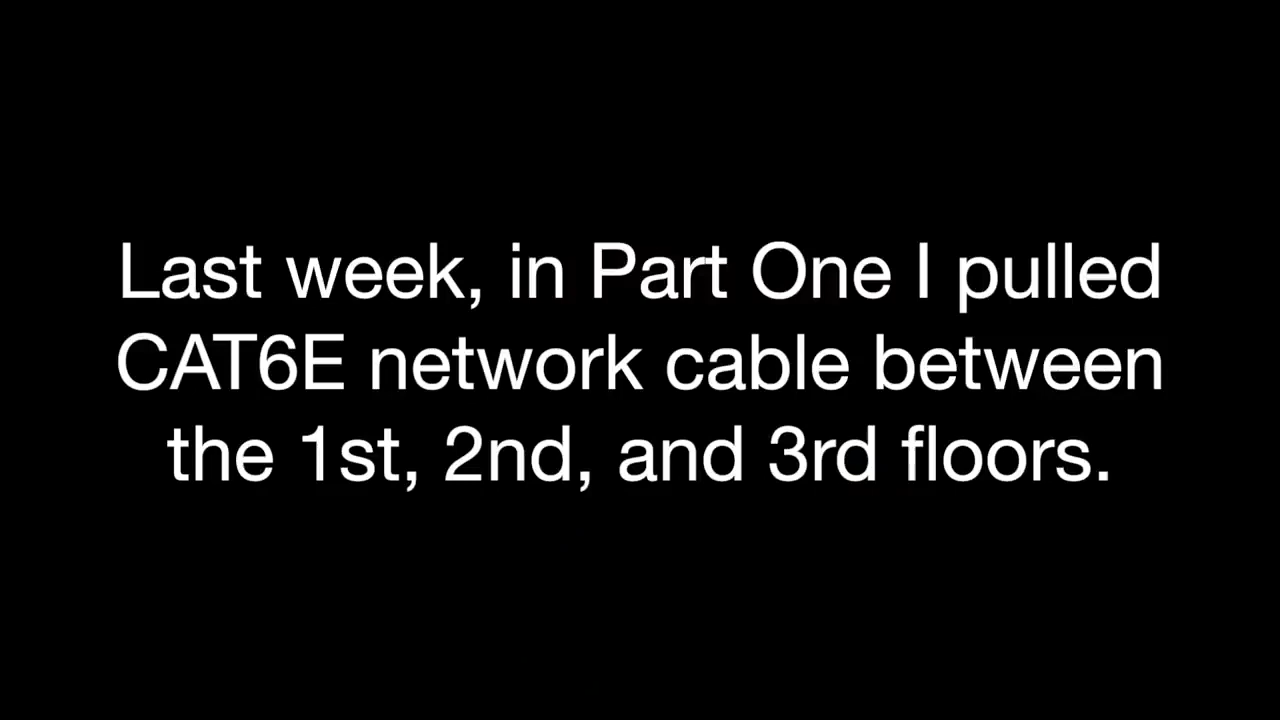 Last week, in Part One I pulled
CAT6E network cable between
the 1st, 2nd, and 3rd floors.